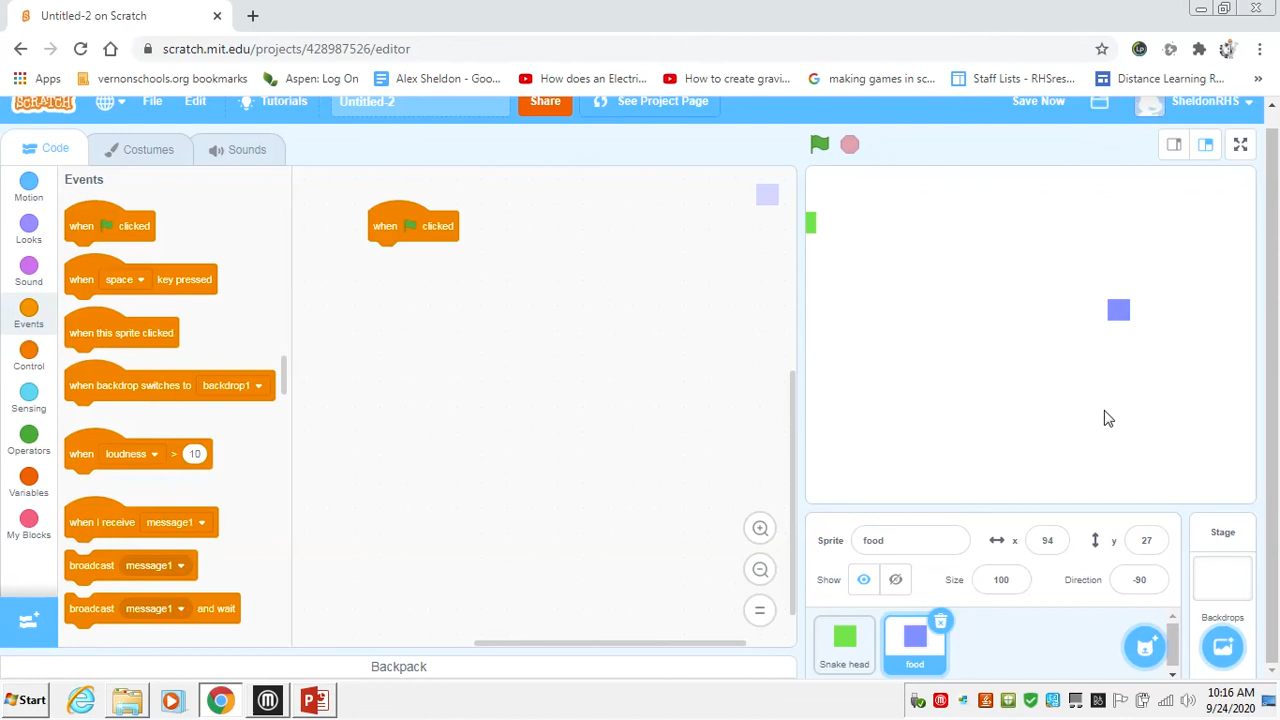 Untitled-2 on Scratch
scratch.mit.edu/projects/428987526/editor
Apps vernonschools.org bookmarks Aspen: Log On Alex Sheldon - Goo... How does an Electri... How to create gravi... making games in sc... Staff Lists - RHSres... Distance Learning R... »
SCRATCH File Edit Tutorials Untitled-2 Share See Project Page Save Now SheldonRHS
Code Costumes Sounds
Motion
Looks
Sound
Events
Control
Sensing
Operators
Variables
My Blocks
Events
when clicked
when space key pressed
when this sprite clicked
when backdrop switches to backdrop1
when loudness > 10
when I receive message1
broadcast message1
broadcast message1 and wait
when clicked
Sprite food x 94 y 27
Show Size 100 Direction -90
Snake head
food
Stage
Backdrops
Backpack
Start
10:16 AM
9/24/2020